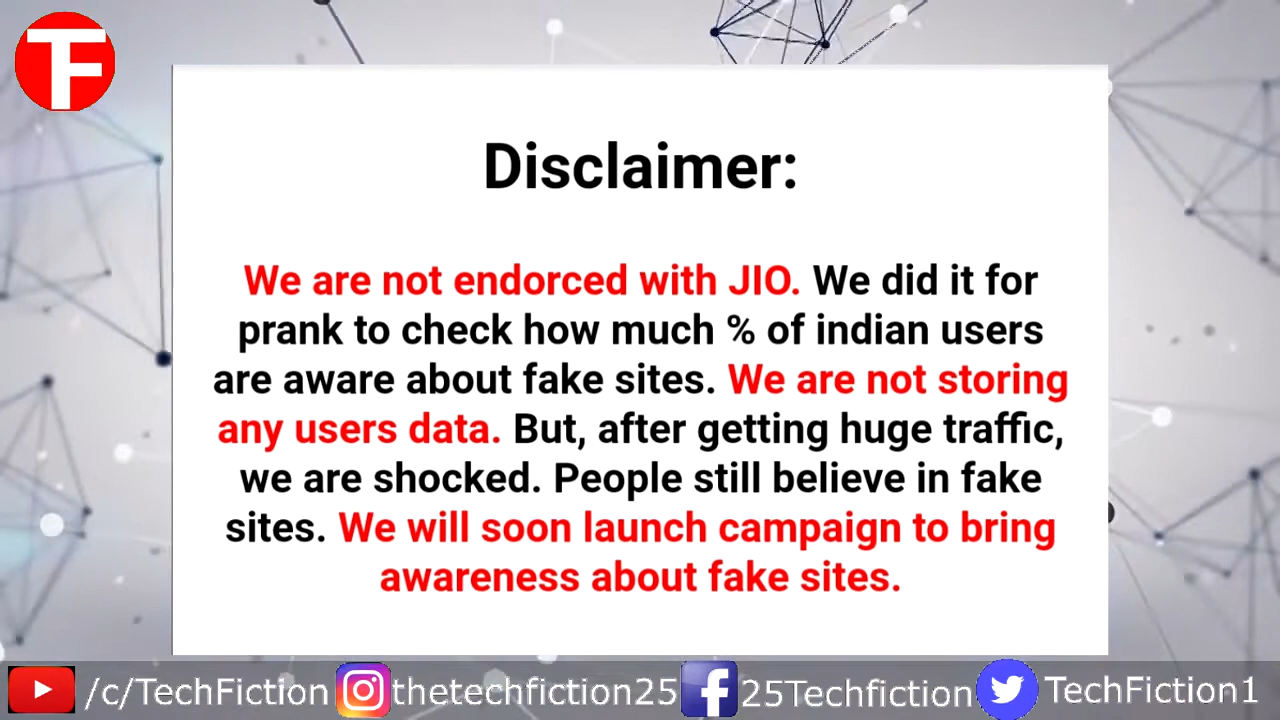 TF
Disclaimer:
We are not endorced with JIO. We did it for
prank to check how much % of indian users
are aware about fake sites. We are not storing
any users data. But, after getting huge traffic,
we are shocked. People still believe in fake
sites. We will soon launch campaign to bring
awareness about fake sites.
/c/TechFiction thetechfiction25 25Techfiction TechFiction1